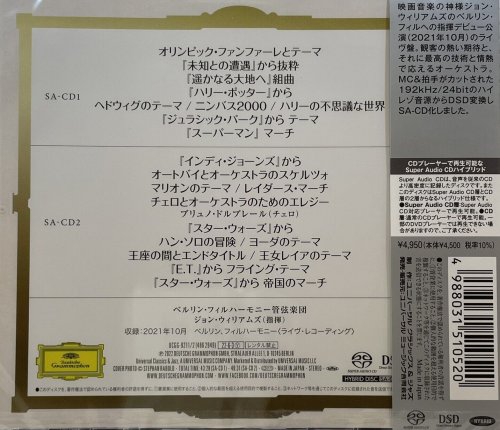 オリンピック・ファンファーレとテーマ
『未知との遭遇』から抜粋
『遥かなる大地へ』組曲
『ハリー・ポッター』から
SA-CD1
ヘドウィグのテーマ / ニンバス2000 / ハリーの不思議な世界
『ジュラシック・パーク』から テーマ
『スーパーマン』 マーチ
『インディ・ジョーンズ』から
オートバイとオーケストラのスケルツォ
マリオンのテーマ / レイダース・マーチ
チェロとオーケストラのためのエレジー
ブリュノ・ドルプレール(チェロ)
SA-CD2
『スター・ウォーズ』から
ハン・ソロの冒険 / ヨーダのテーマ
王座の間とエンドタイトル / 王女レイアのテーマ
『E.T.』から フライング・テーマ
『スター・ウォーズ』から 帝国のマーチ
ベルリン・フィルハーモニー管弦楽団
ジョン・ウィリアムズ(指揮)
収録:2021年10月 ベルリン、フィルハーモニー(ライヴ・レコーディング)
Deutsche
Grammophon
WWW.DEUTSCHEGRAMMOPHON.COM
SUPER AUDIO CD
HYBRID DISC
映画音楽の神様ジョン・
ウィリアムズのベルリン・
フィルへの指揮デビュー公
演(2021年10月)のライ
ヴ盤。観客の熱い期待と、
それに最高の技術と情熱
で応えるオーケストラ。
MC&拍手がカットされた
192kHz/24bitのハイ
レゾ音源からDSD変換し
SA-CD化しました。
CDプレーヤーで再生可能な
Super Audio CDハイブリッド
¥4,950(本体¥4,500 税率10%)
4988031510520
DSD
HYBRID